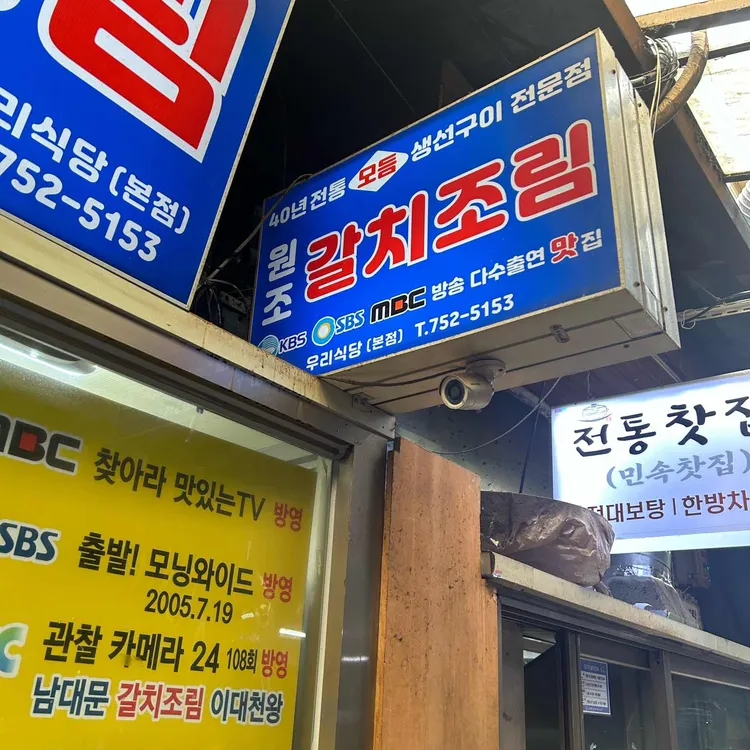 림
리식당 (본점)
752-5153
40년 전통 모듬 생선구이 전문점
원조 갈치조림
KBS SBS MBC 방송 다수출연 맛집
우리식당 (본점) T.752-5153
MBC 찾아라 맛있는TV 방영
SBS 출발! 모닝와이드 방영
2005.7.19
관찰 카메라 24 108회 방영
남대문 갈치조림 이대천왕
전통찻집
(민속찻집)
대보탕 | 한방차